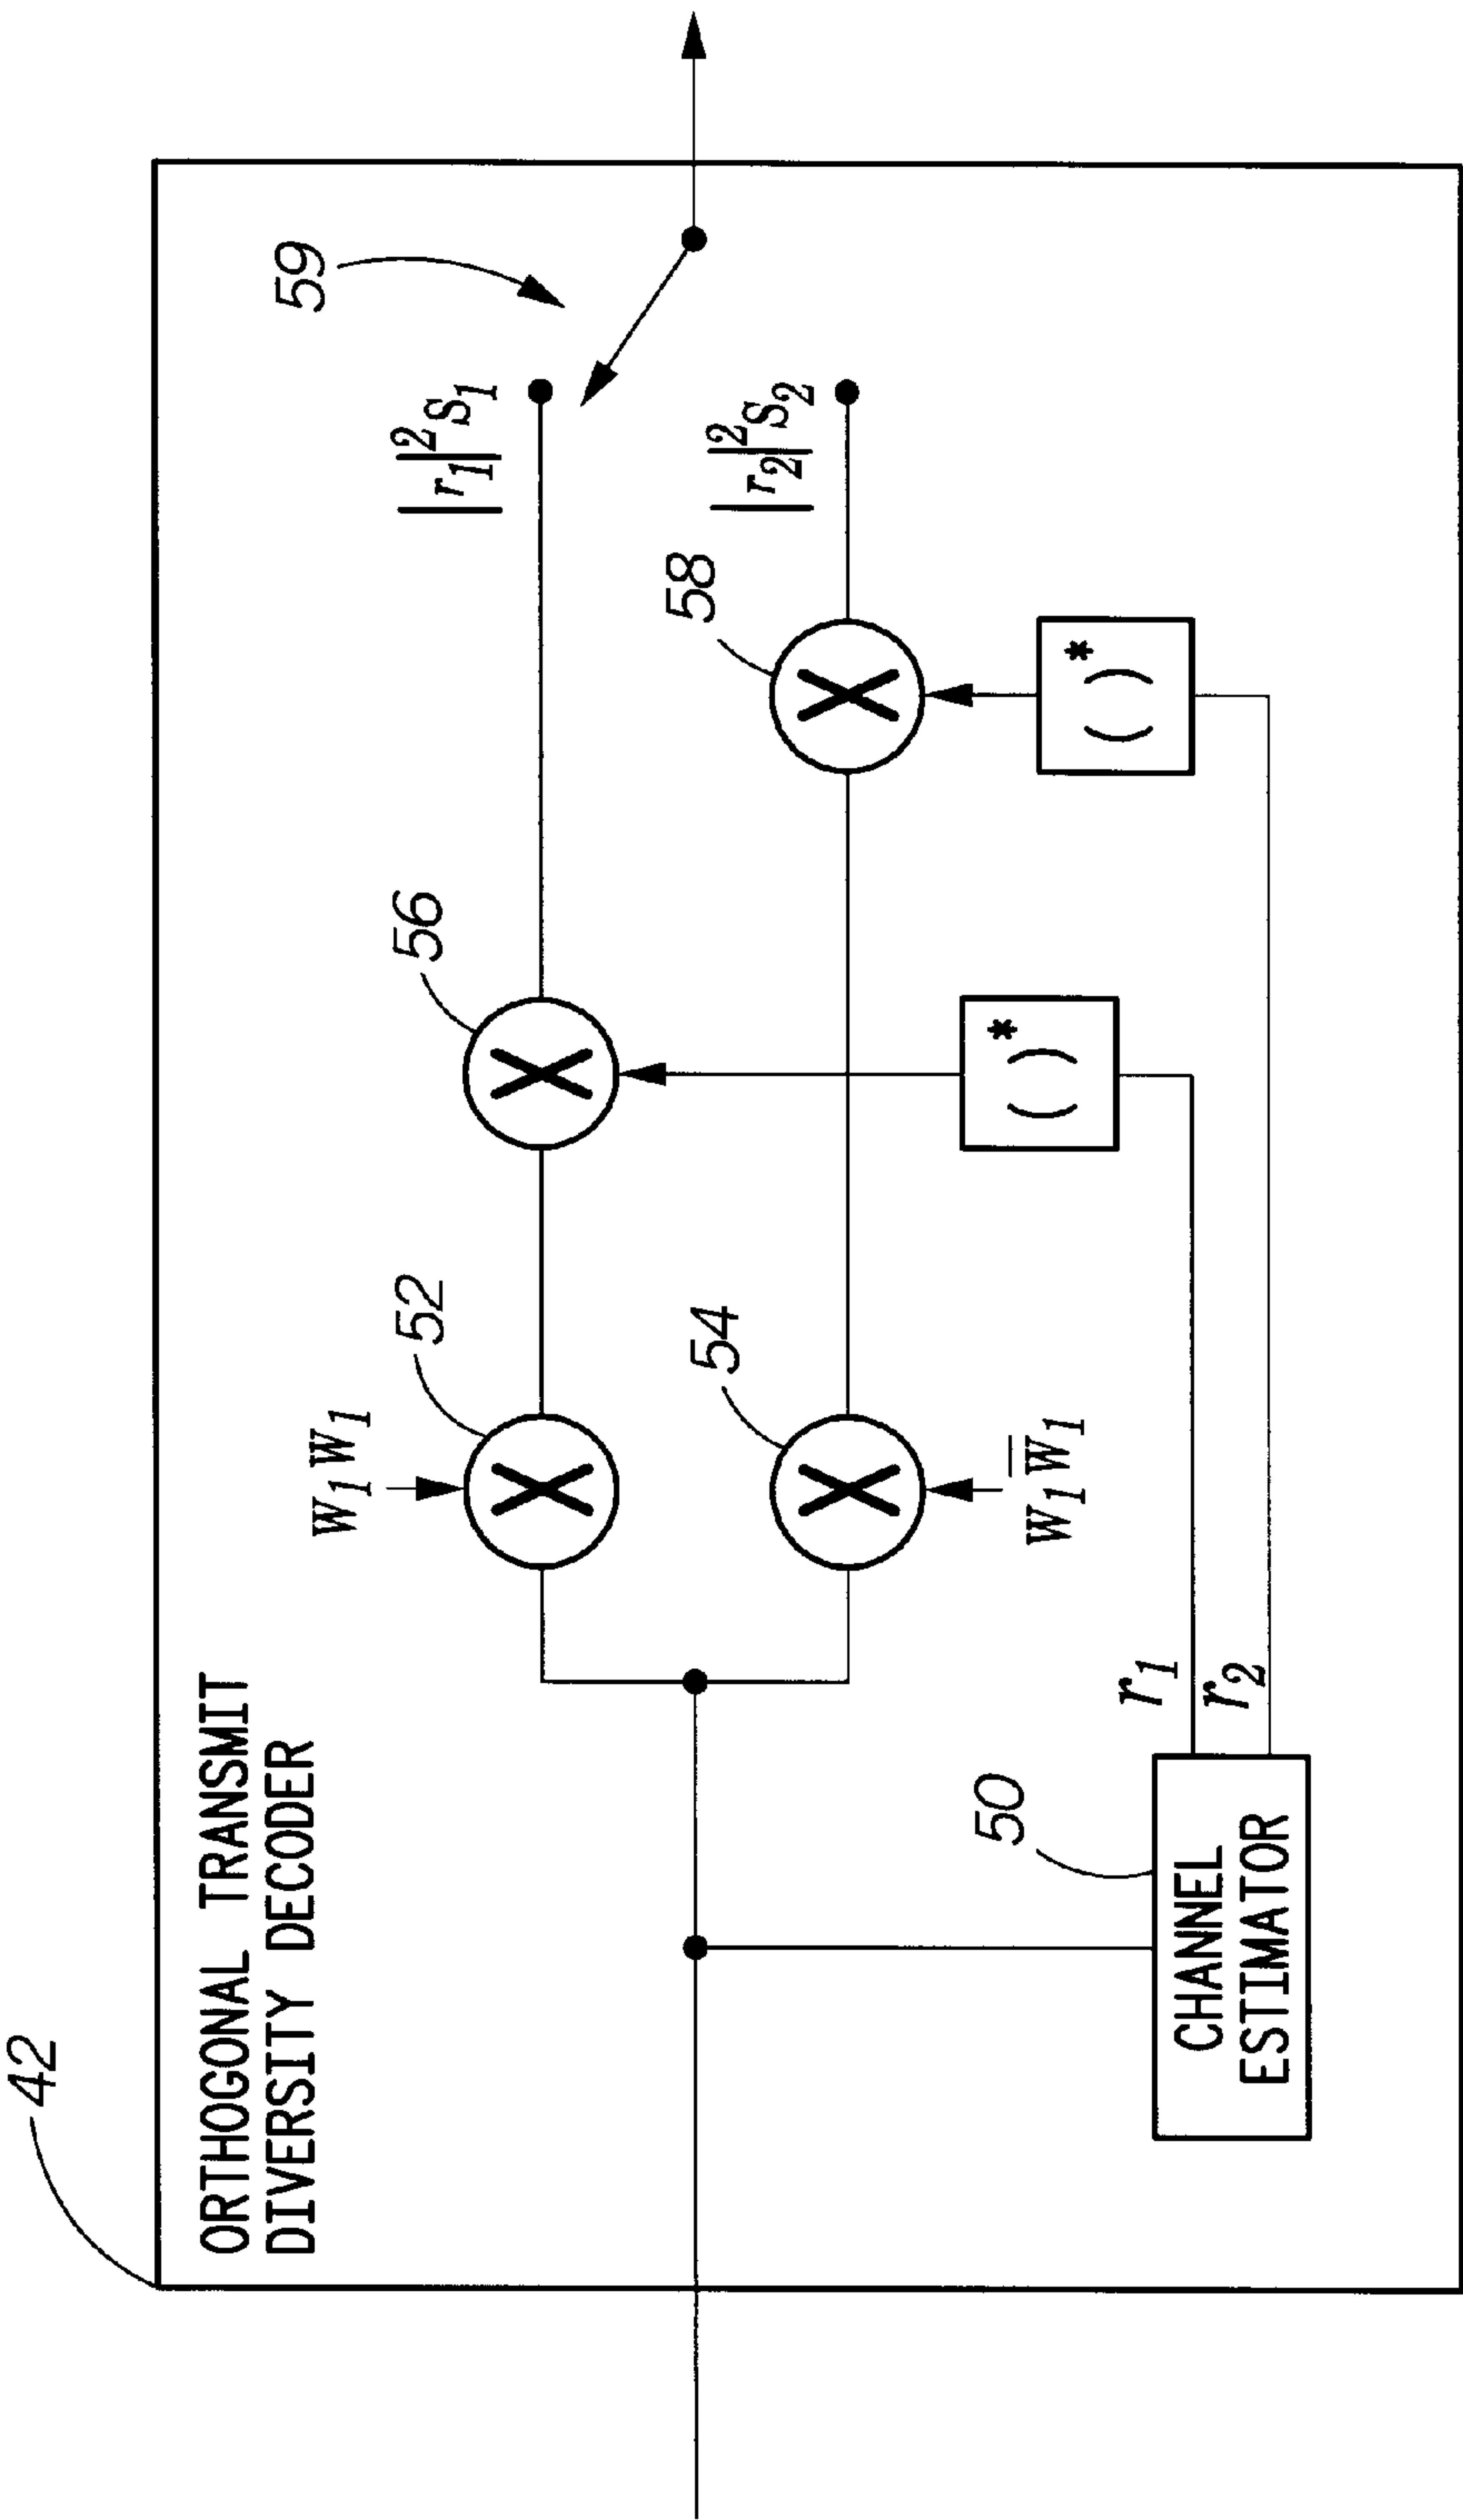 42
ORTHOGONAL TRANSMIT
DIVERSITY DECODER
W₁W₁
52
56
|r₁|²S₁
59
54
58
|r₂|²S₂
W₁W̅₁
( )*
( )*
50
CHANNEL
ESTIMATOR
r₁
r₂